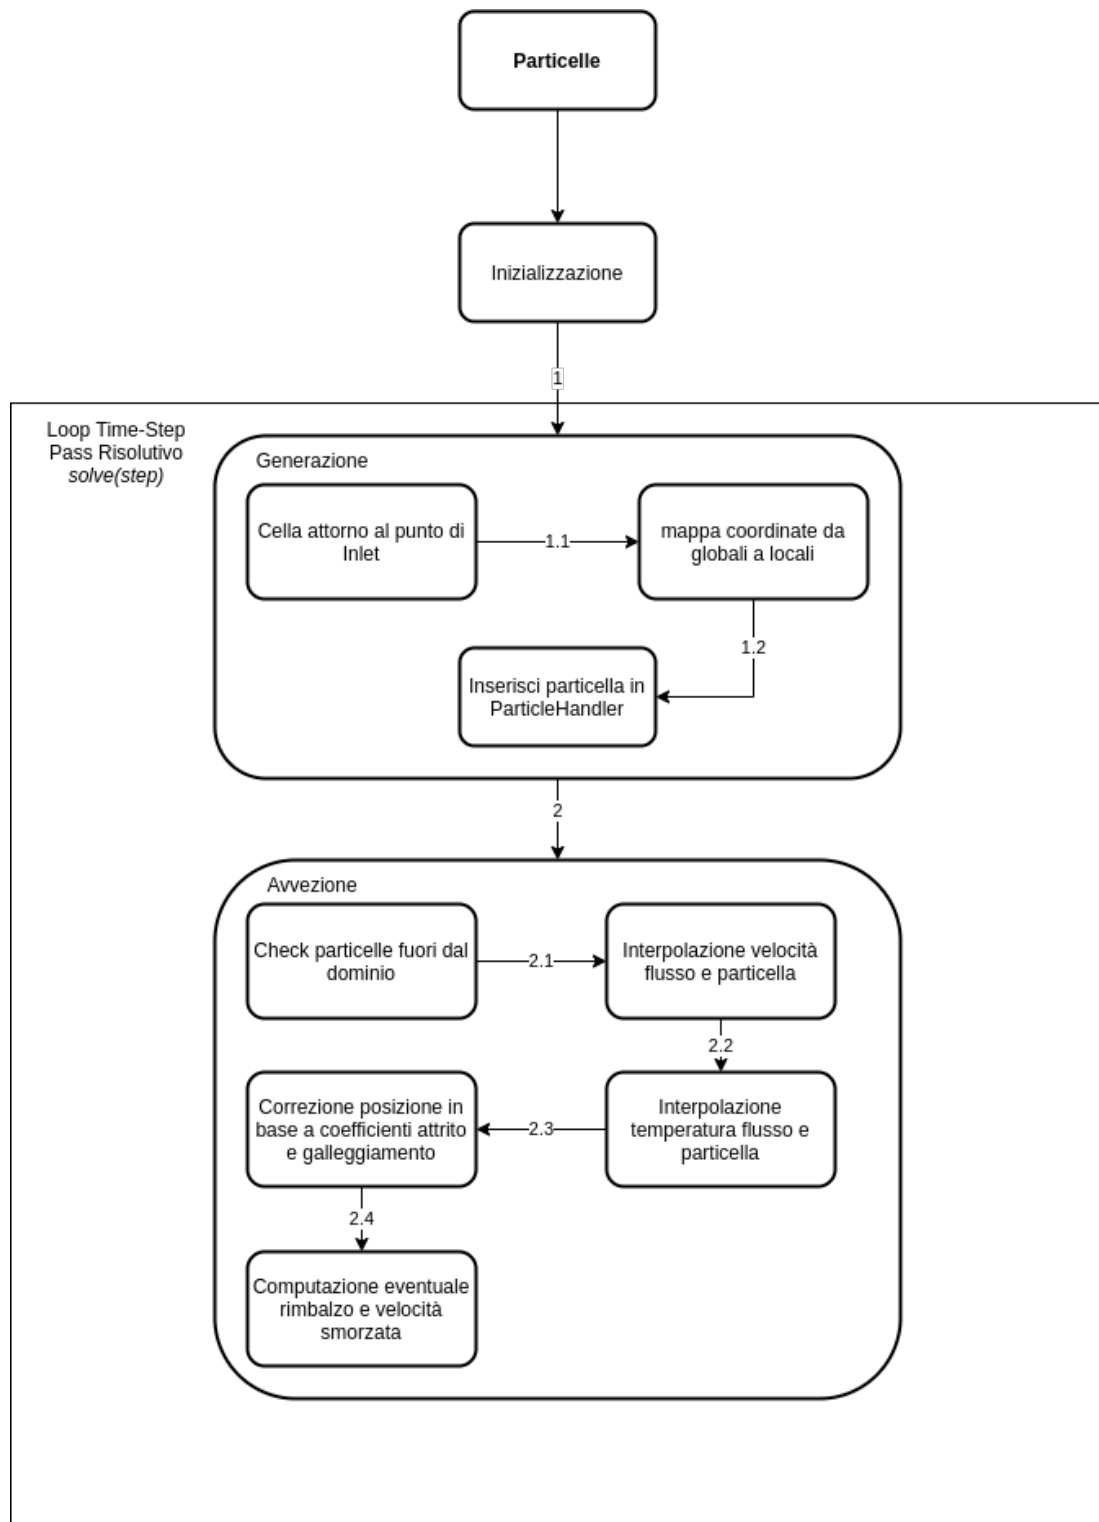 Particelle
Inizializzazione
1
Loop Time-Step
Pass Risolutivo
solve(step)
Generazione
Cella attorno al punto di
Inlet
1.1
mappa coordinate da
globali a locali
1.2
Inserisci particella in
ParticleHandler
2
Avvezione
Check particelle fuori dal
dominio
2.1
Interpolazione velocità
flusso e particella
2.2
Interpolazione
temperatura flusso e
particella
2.3
Correzione posizione in
base a coefficienti attrito
e galleggiamento
2.4
Computazione eventuale
rimbalzo e velocità
smorzata